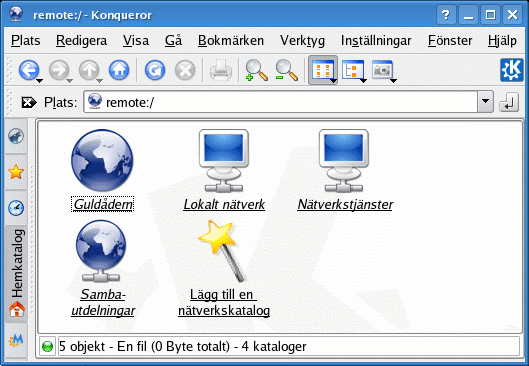 remote:/ - Konqueror
Plats Redigera Visa Gå Bokmärken Verktyg Inställningar Fönster Hjälp
Plats: remote:/
Hemkatalog
Guldådern Lokalt nätverk Nätverkstjänster
Samba-
utdelningar
Lägg till en
nätverkskatalog
5 objekt - En fil (0 Byte totalt) - 4 kataloger